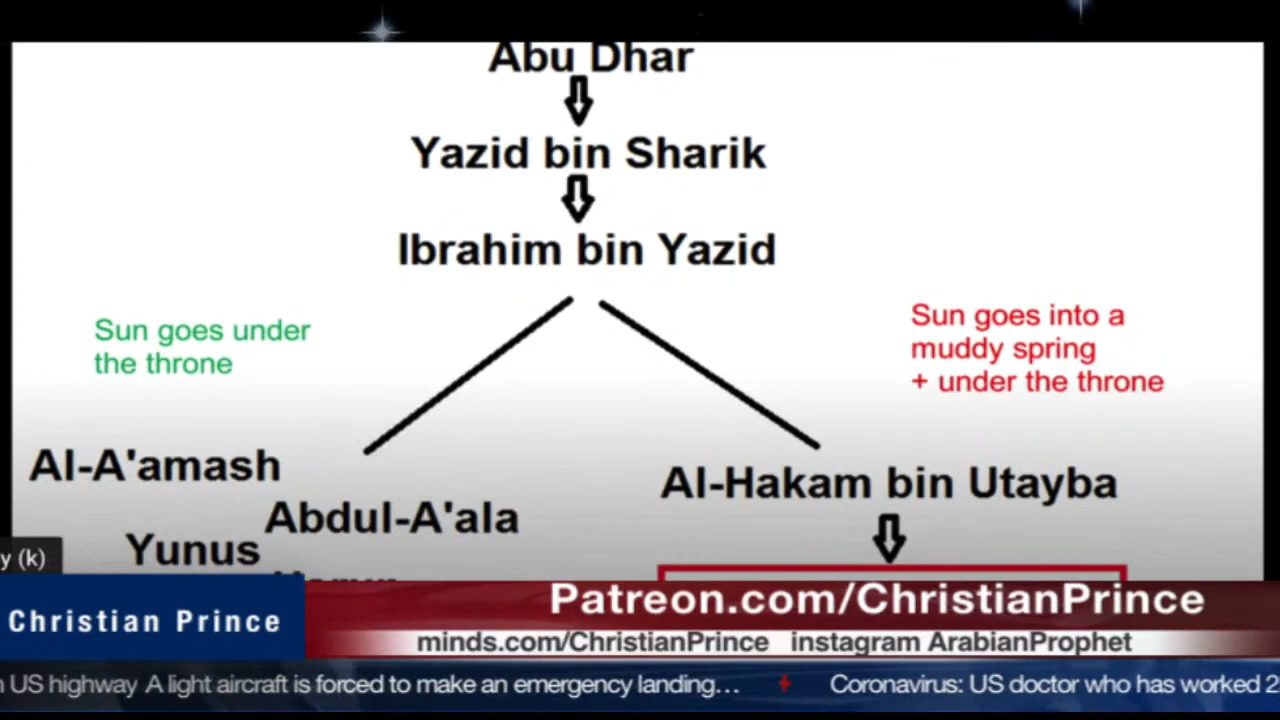 Abu Dhar
Yazid bin Sharik
Ibrahim bin Yazid
Sun goes under
the throne
Sun goes into a
muddy spring
+ under the throne
Al-A'amash
Abdul-A'ala
Yunus
Al-Hakam bin Utayba
y (k)
Christian Prince
Patreon.com/ChristianPrince
minds.com/ChristianPrince instagram ArabianProphet
n US highway A light aircraft is forced to make an emergency landing... Coronavirus: US doctor who has worked 2